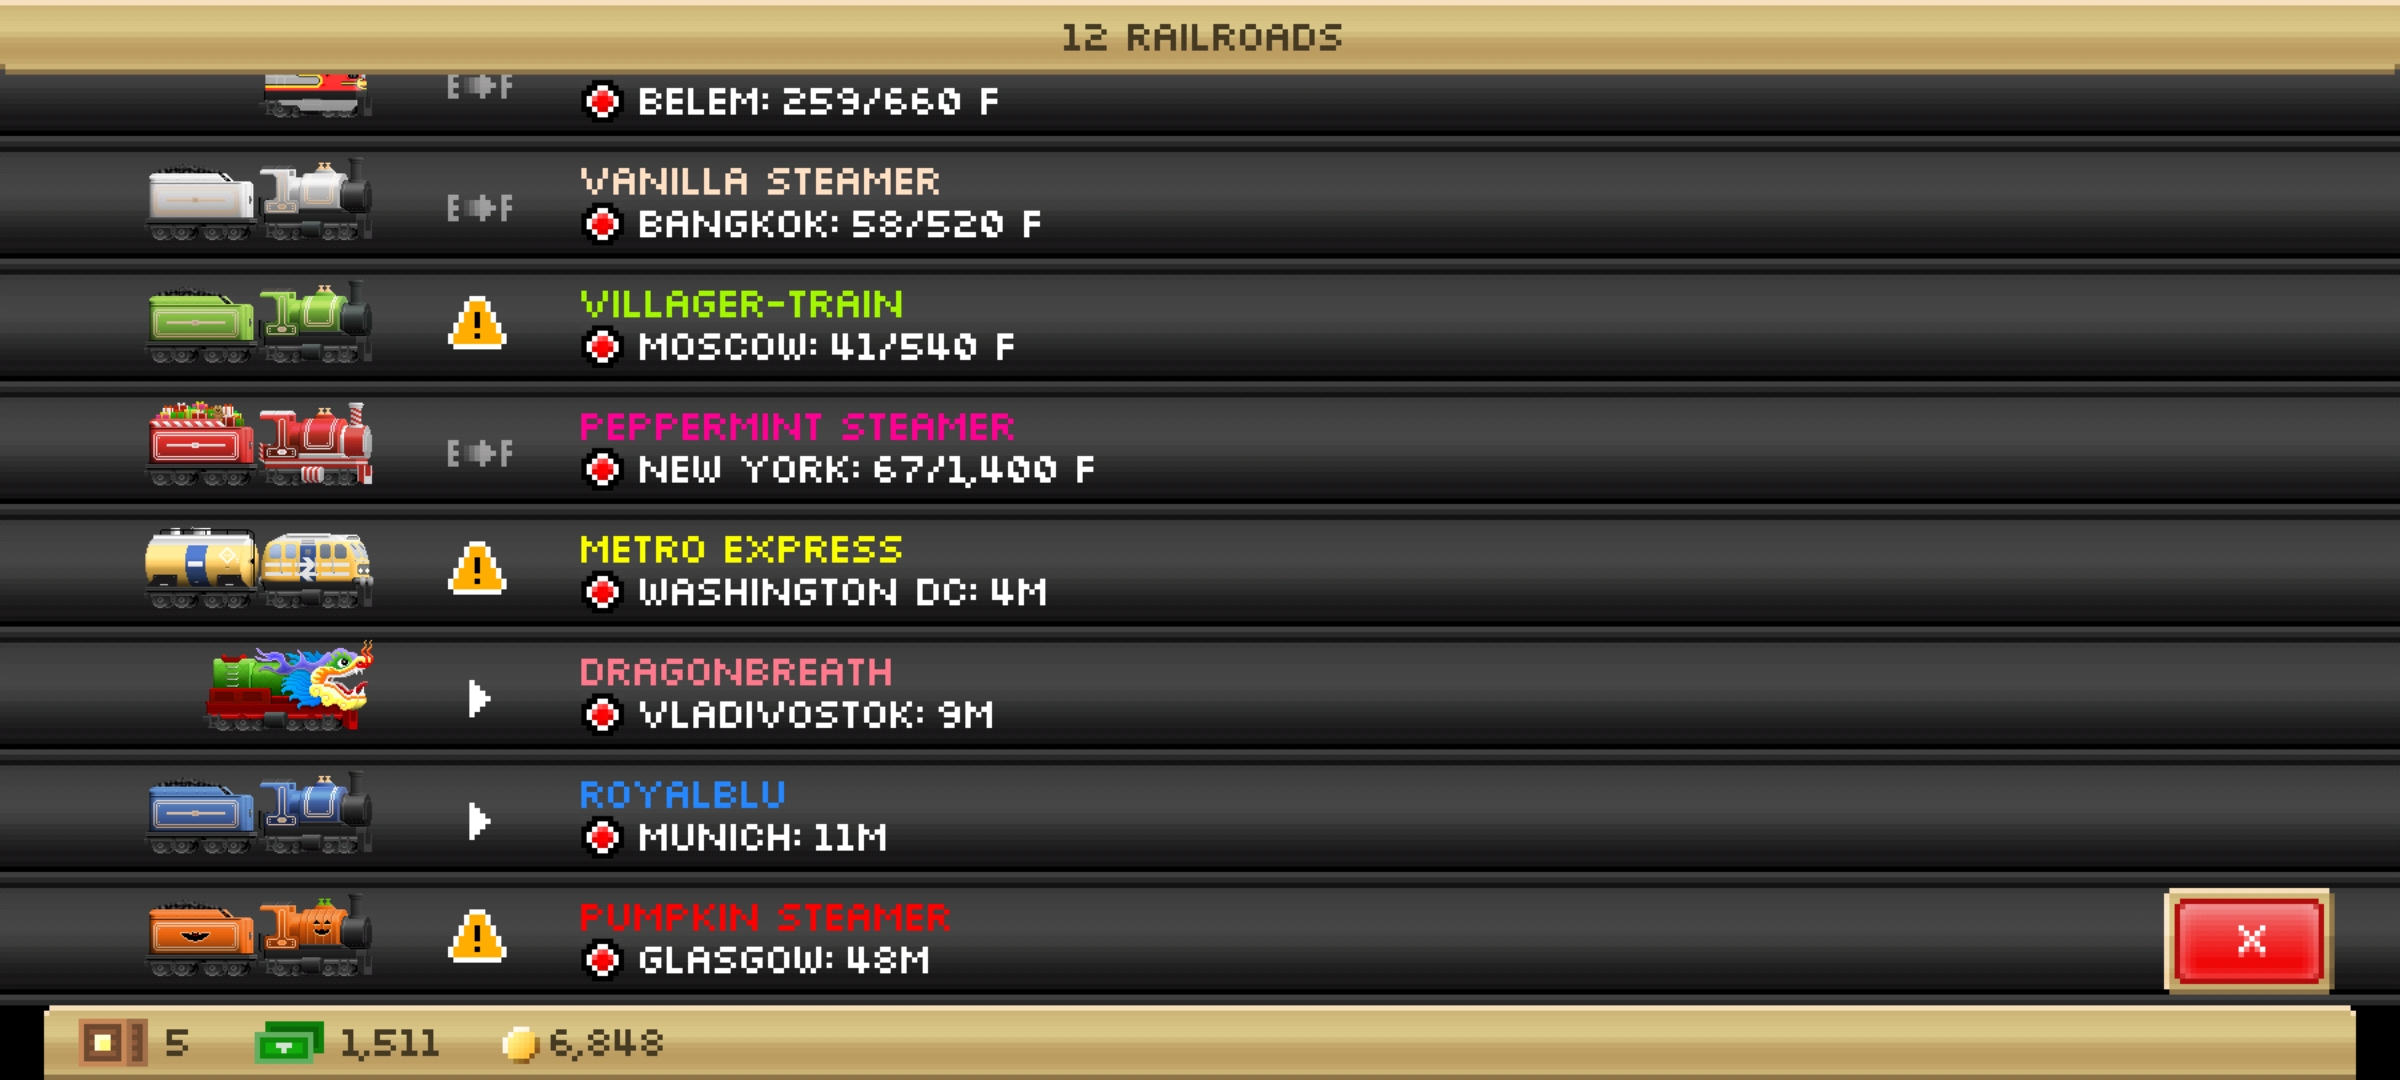 12 RAILROADS
E F
BELEM: 259/660 F
VANILLA STEAMER
E F
BANGKOK: 58/520 F
VILLAGER-TRAIN
!
MOSCOW: 41/540 F
PEPPERMINT STEAMER
E F
NEW YORK: 67/1,400 F
METRO EXPRESS
!
WASHINGTON DC: 4M
DRAGONBREATH
VLADIVOSTOK: 9M
ROYALBLU
MUNICH: 11M
PUMPKIN STEAMER
!
GLASGOW: 48M
X
5 1,511 6,848